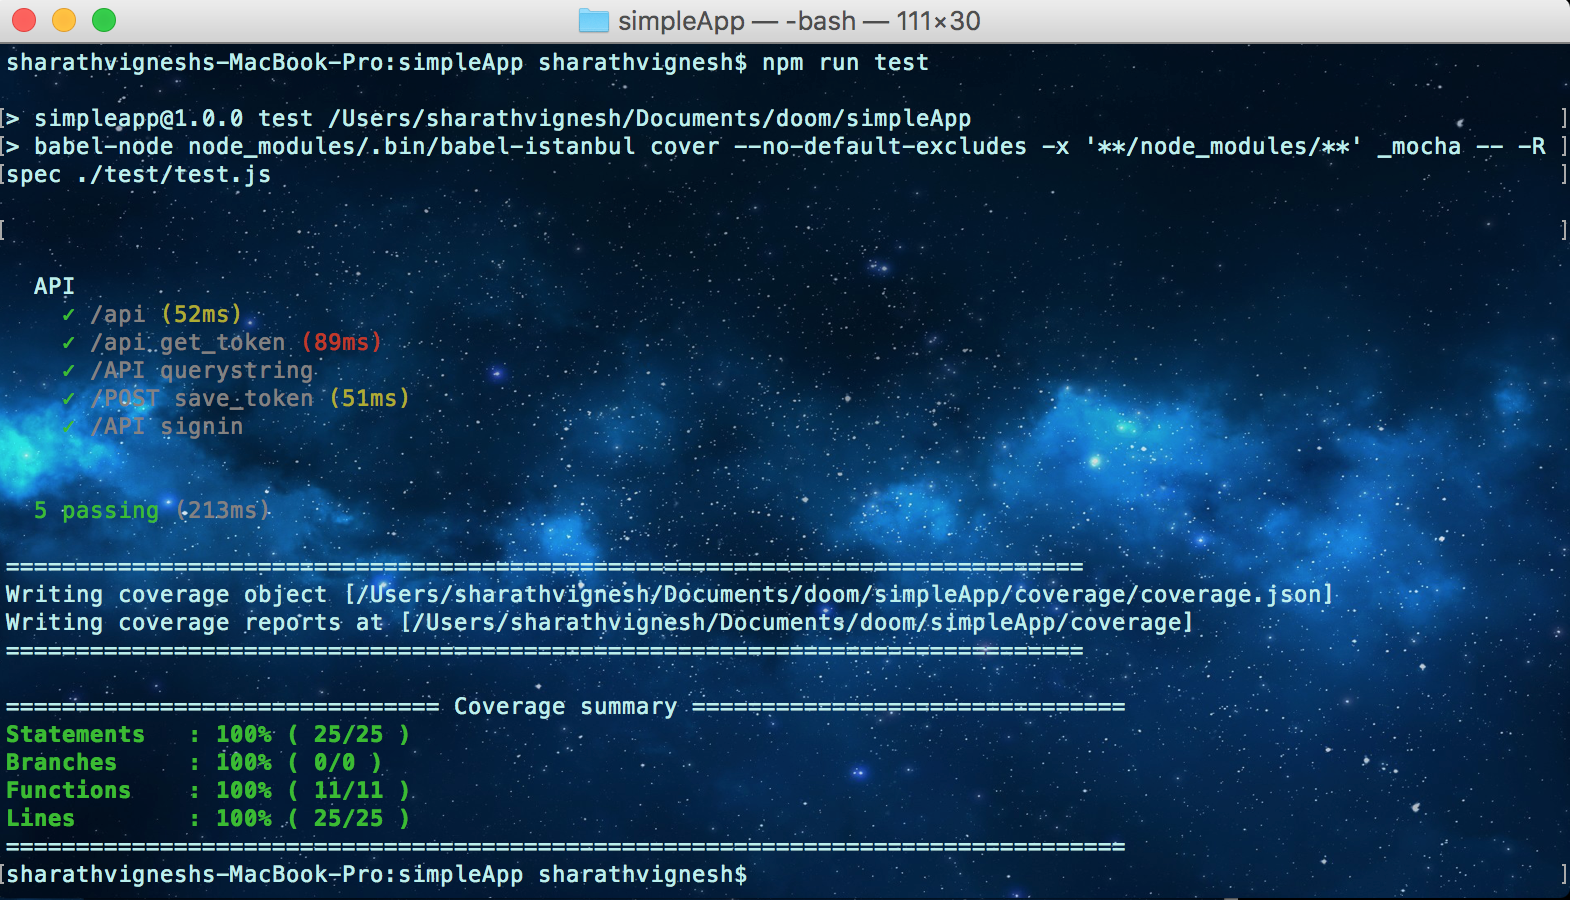 simpleApp — -bash — 111×30
sharathvigneshs-MacBook-Pro:simpleApp sharathvignesh$ npm run test
[> simpleapp@1.0.0 test /Users/sharathvignesh/Documents/doom/simpleApp ]
[> babel-node node_modules/.bin/babel-istanbul cover --no-default-excludes -x '**/node_modules/**' _mocha -- -R ]
[spec ./test/test.js ]
[ ]
API
✓ /api (52ms)
✓ /api get_token (89ms)
✓ /API querystring
✓ /POST save_token (51ms)
✓ /API signin
5 passing (213ms)
=============================================================================
Writing coverage object [/Users/sharathvignesh/Documents/doom/simpleApp/coverage/coverage.json]
Writing coverage reports at [/Users/sharathvignesh/Documents/doom/simpleApp/coverage]
=============================================================================
=============================== Coverage summary ===============================
Statements : 100% ( 25/25 )
Branches : 100% ( 0/0 )
Functions : 100% ( 11/11 )
Lines : 100% ( 25/25 )
================================================================================
[sharathvigneshs-MacBook-Pro:simpleApp sharathvignesh$ ]